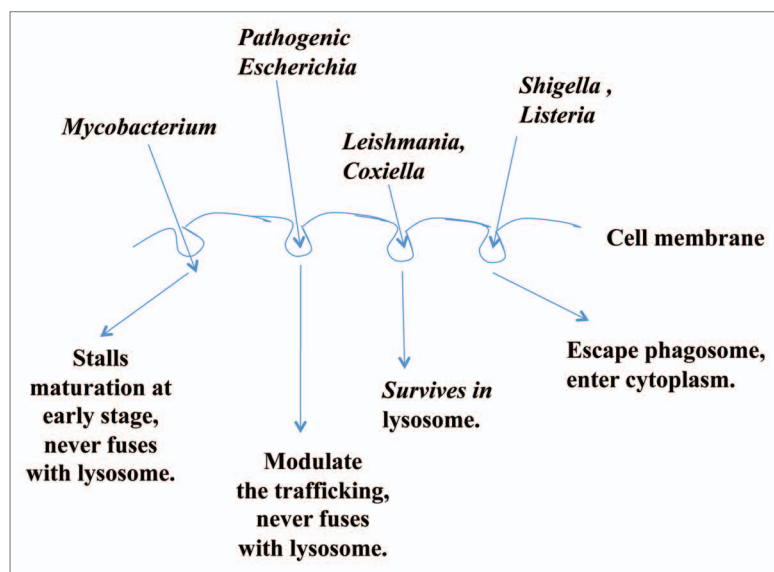 Pathogenic
Escherichia
Shigella ,
Listeria
Mycobacterium
Leishmania,
Coxiella
Cell membrane
Stalls
maturation at
early stage,
never fuses
with lysosome.
Modulate
the trafficking,
never fuses
with lysosome.
Survives in
lysosome.
Escape phagosome,
enter cytoplasm.